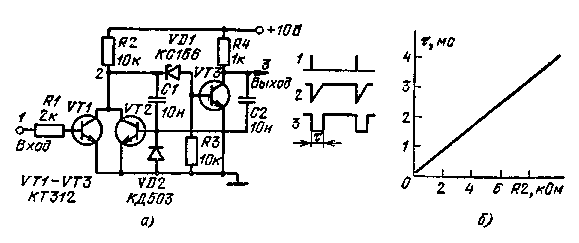 +10В
R2
10к
VD1
КС156
R4
1к
VT3
3
Выход
2
C1
10н
C2
10н
VT1
VT2
R1
2к
1
Вход
R3
10к
VD2
КД503
VT1-VT3
КТ312
а)
1
2
3
τ
τ, мс
4
3
2
1
0
2
4
6
R2, кОм
б)